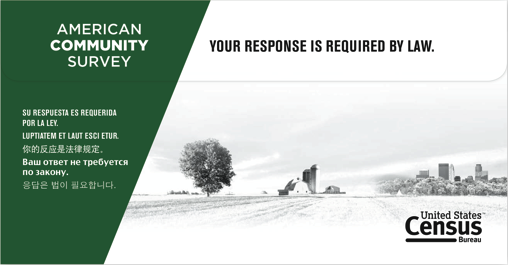 AMERICAN
COMMUNITY
SURVEY
YOUR RESPONSE IS REQUIRED BY LAW.
SU RESPUESTA ES REQUERIDA
POR LA LEY.
LUPTIATEM ET LAUT ESCI ETUR.
你的反应是法律规定。
Ваш ответ не требуется
по закону.
응답은 법이 필요합니다.
United States™
Census
Bureau